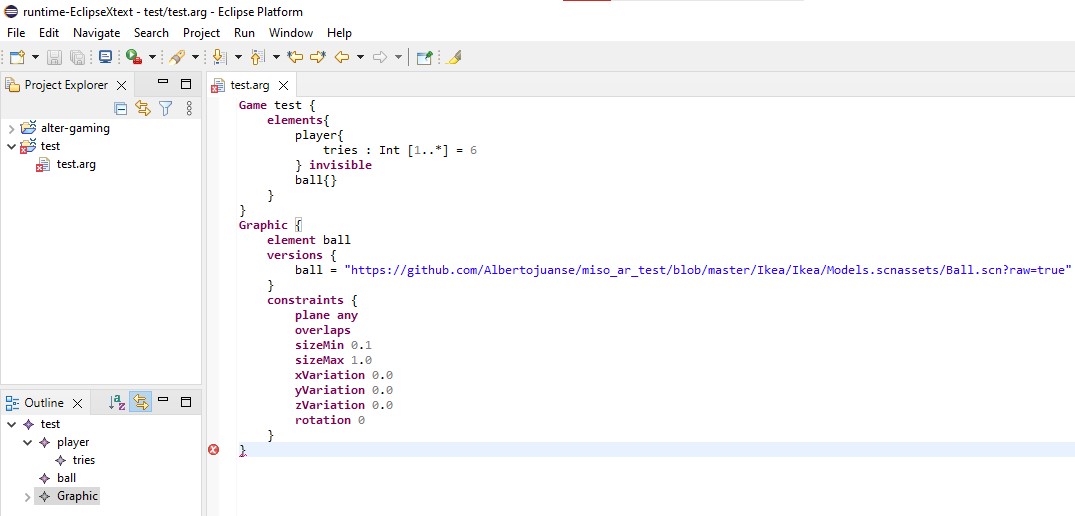 runtime-EclipseXtext - test/test.arg - Eclipse Platform
File Edit Navigate Search Project Run Window Help
Project Explorer
alter-gaming
test
test.arg
test.arg
Game test {
elements{
player{
tries : Int [1..*] = 6
} invisible
ball{}
}
}
Graphic {
element ball
versions {
ball = "https://github.com/Albertojuanse/miso_ar_test/blob/master/Ikea/Ikea/Models.scnassets/Ball.scn?raw=true"
}
constraints {
plane any
overlaps
sizeMin 0.1
sizeMax 1.0
xVariation 0.0
yVariation 0.0
zVariation 0.0
rotation 0
}
}
Outline
test
player
tries
ball
Graphic